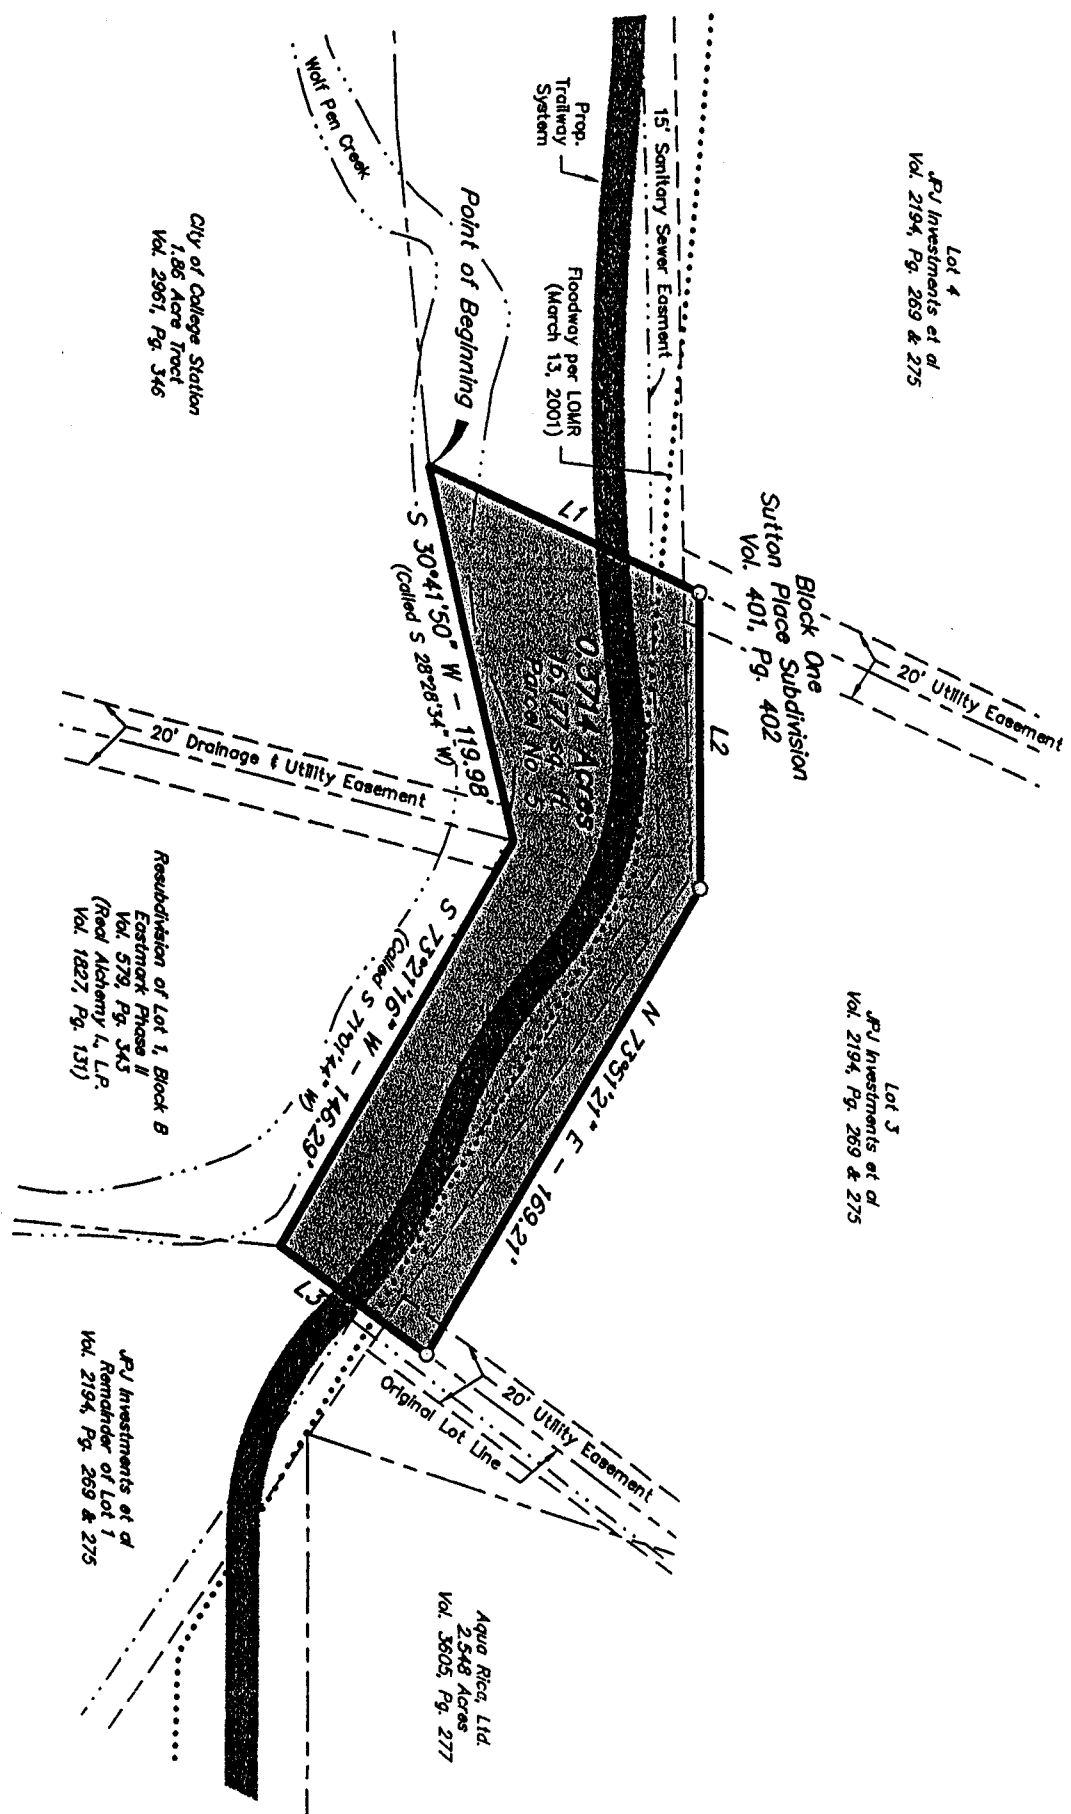 Lot 4
JPJ Investments et al
Vol. 2194, Pg. 269 & 275
Prop.
Trailway
System
15' Sanitary Sewer Easment
Floodway per LOMR
(March 13, 2001)
Wolf Pen Creek
Point of Beginning
City of College Station
1.86 Acre Tract
Vol. 2961, Pg. 346
Block One
Sutton Place Subdivision
Vol. 401, Pg. 402
20' Utility Easement
L1
L2
S 30°41'50" W - 119.98'
(Called S 28°28'34" W)
0.3714 Acres
16,177 sq. ft.
Parcel No. 5
20' Drainage & Utility Easement
Lot 3
JPJ Investments et al
Vol. 2194, Pg. 269 & 275
N 73°51'21" E - 169.21'
S 73°21'16" W - 146.29'
(Called S 71°01'44" W)
Resubdivision of Lot 1, Block B
Eastmark Phase II
Vol. 579, Pg. 343
(Real Alchemy I, L.P.
Vol. 1827, Pg. 131)
L3
20' Utility Easement
Original Lot Line
JPJ Investments et al
Remainder of Lot 1
Vol. 2194, Pg. 269 & 275
Aqua Rica, Ltd.
2.548 Acres
Vol. 3605, Pg. 277